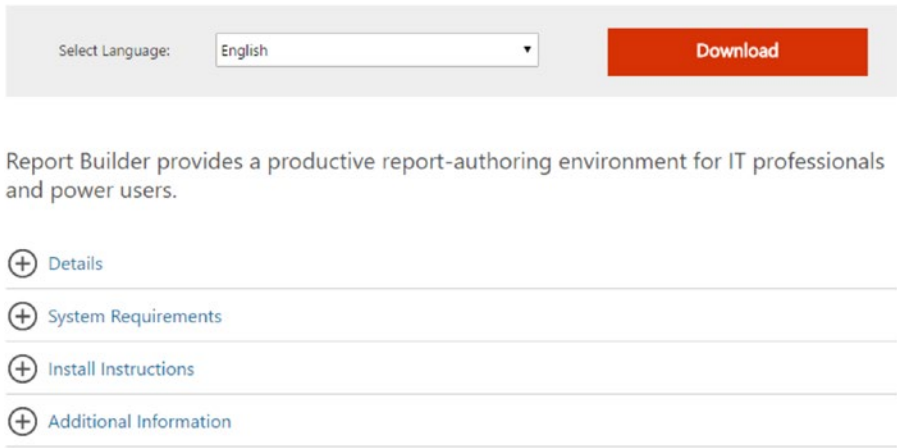 Select Language: English Download
Report Builder provides a productive report-authoring environment for IT professionals
and power users.
Details
System Requirements
Install Instructions
Additional Information